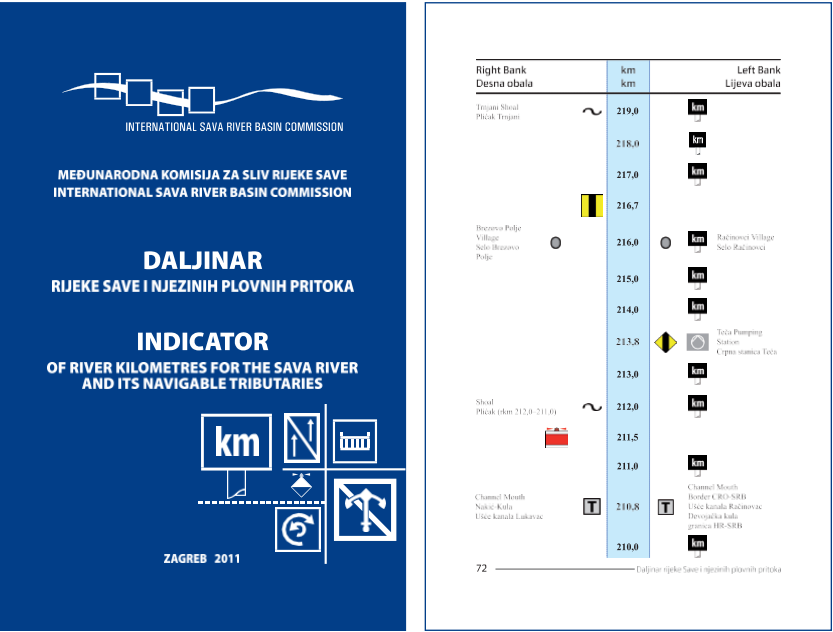 INTERNATIONAL SAVA RIVER BASIN COMMISSION
MEĐUNARODNA KOMISIJA ZA SLIV RIJEKE SAVE
INTERNATIONAL SAVA RIVER BASIN COMMISSION
DALJINAR
RIJEKE SAVE I NJEZINIH PLOVNIH PRITOKA
INDICATOR
OF RIVER KILOMETRES FOR THE SAVA RIVER
AND ITS NAVIGABLE TRIBUTARIES
km
ZAGREB 2011
Right Bank km Left Bank
Desna obala km Lijeva obala
Trnjani Shoal
Plićak Trnjani
219,0 km
218,0 km
217,0 km
216,7
Brezovo Polje
Village
Selo Brezovo
Polje
216,0 km
Račinovci Village
Selo Račinovci
215,0 km
214,0 km
213,8
Teča Pumping
Station
Crpna stanica Teča
213,0 km
Shoal
Plićak (rkm 212,0-211,0)
212,0 km
211,5
211,0 km
Channel Mouth
Ušće kanala Lukavac
T 210,8 T
Channel Mouth
Border CRO-SRB
Ušće kanala Račinovac
Devojačka kula
granica HR-SRB
210,0 km
72
Daljinar rijeke Save i njezinih plovnih pritoka